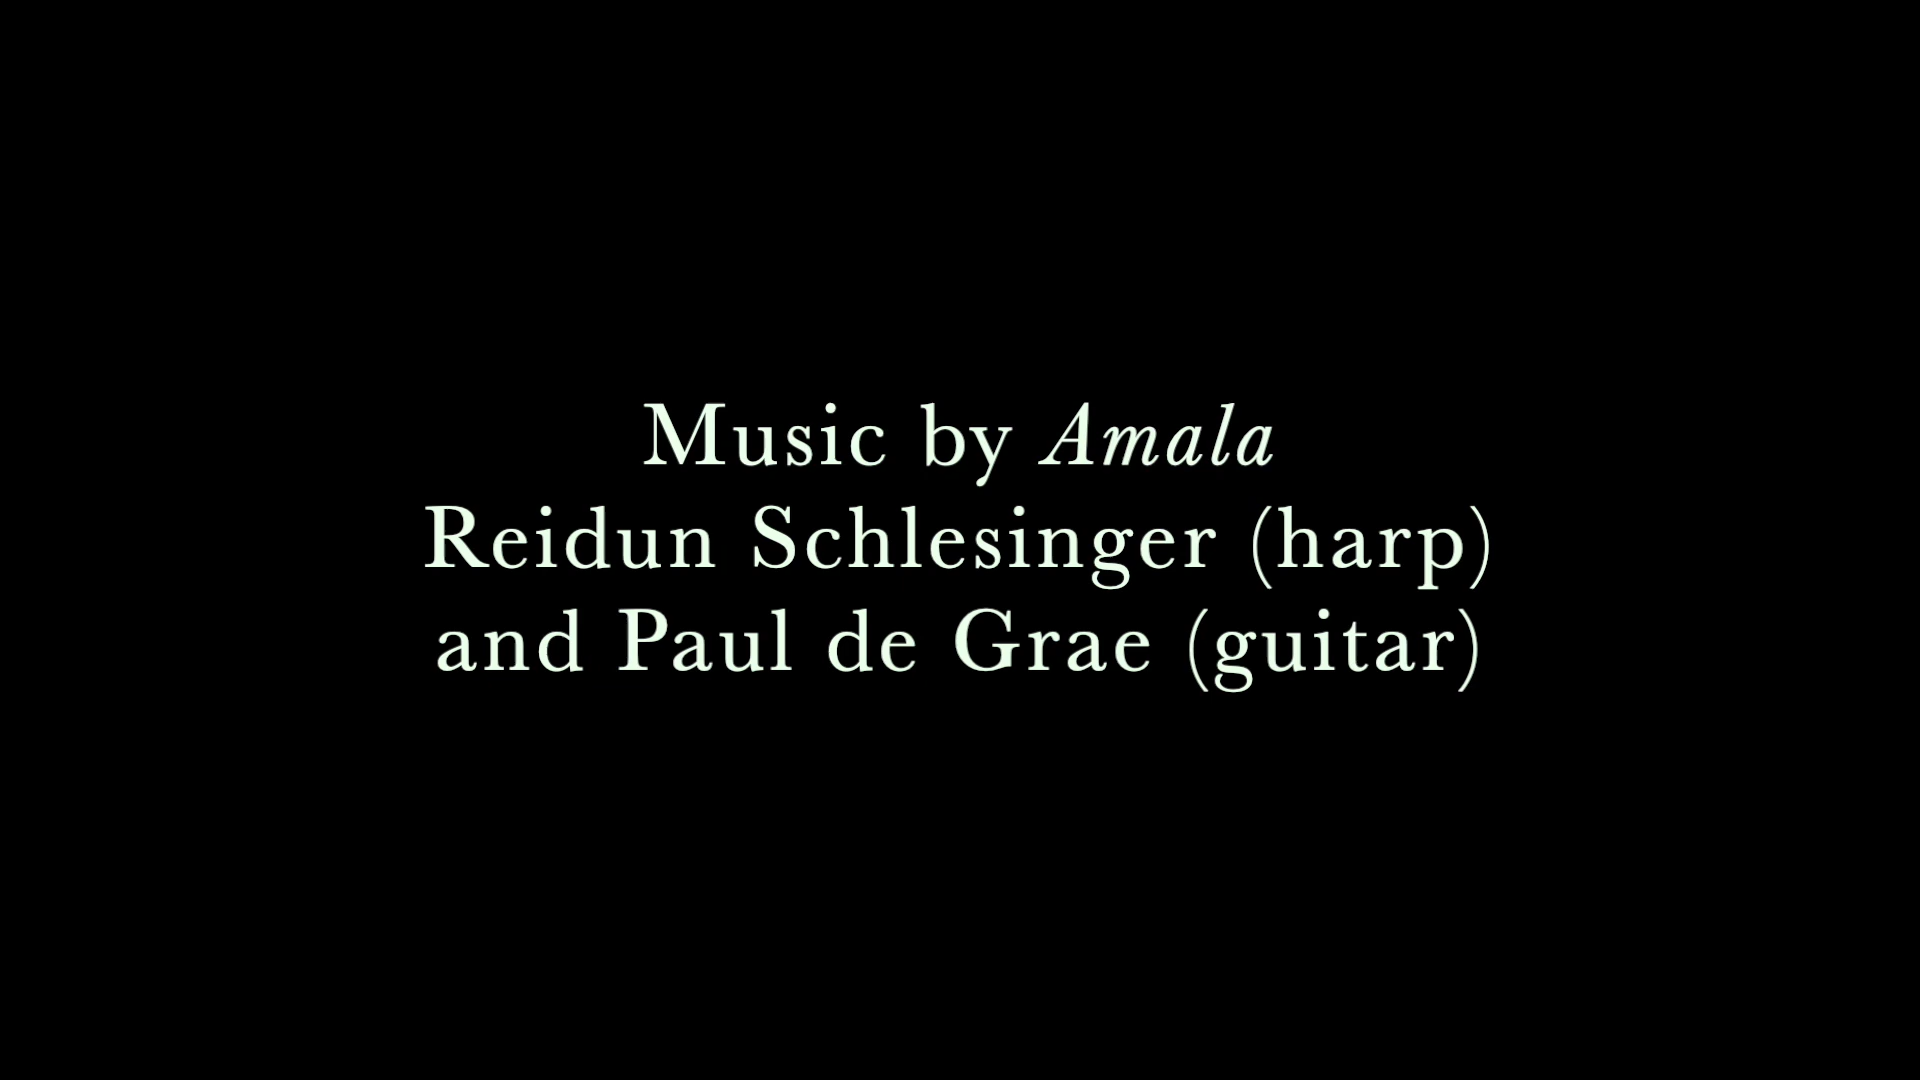 Music by Amala
Reidun Schlesinger (harp)
and Paul de Grae (guitar)